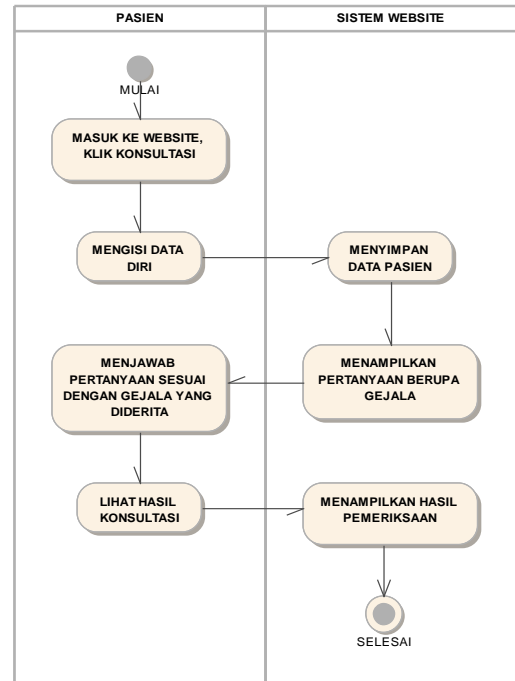 PASIEN
SISTEM WEBSITE
MULAI
MASUK KE WEBSITE,
KLIK KONSULTASI
MENGISI DATA
DIRI
MENYIMPAN
DATA PASIEN
MENAMPILKAN
PERTANYAAN BERUPA
GEJALA
MENJAWAB
PERTANYAAN SESUAI
DENGAN GEJALA YANG
DIDERITA
LIHAT HASIL
KONSULTASI
MENAMPILKAN HASIL
PEMERIKSAAN
SELESAI